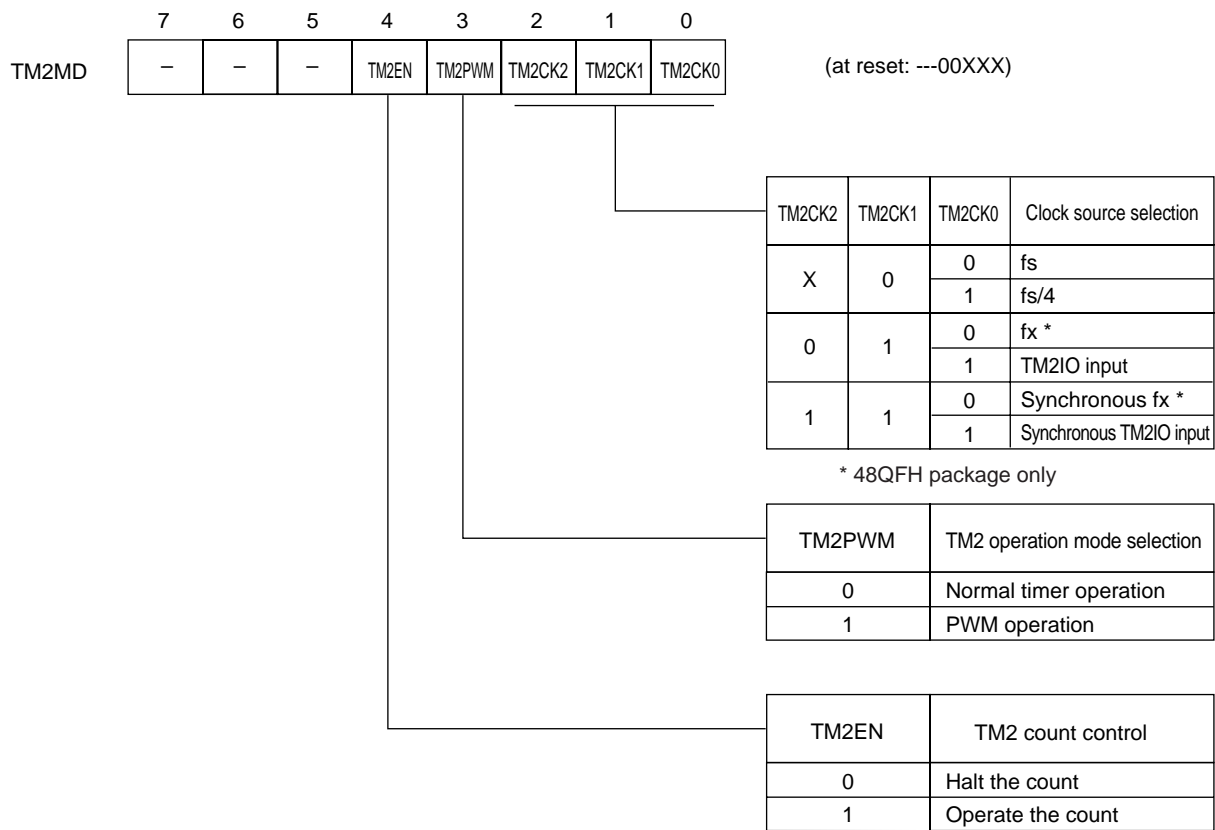 7 6 5 4 3 2 1 0
TM2MD – – – TM2EN TM2PWM TM2CK2 TM2CK1 TM2CK0 (at reset: ---00XXX)
TM2CK2 TM2CK1 TM2CK0 Clock source selection
X 0 0 fs
1 fs/4
0 1 0 fx *
1 TM2IO input
1 1 0 Synchronous fx *
1 Synchronous TM2IO input
* 48QFH package only
TM2PWM TM2 operation mode selection
0 Normal timer operation
1 PWM operation
TM2EN TM2 count control
0 Halt the count
1 Operate the count